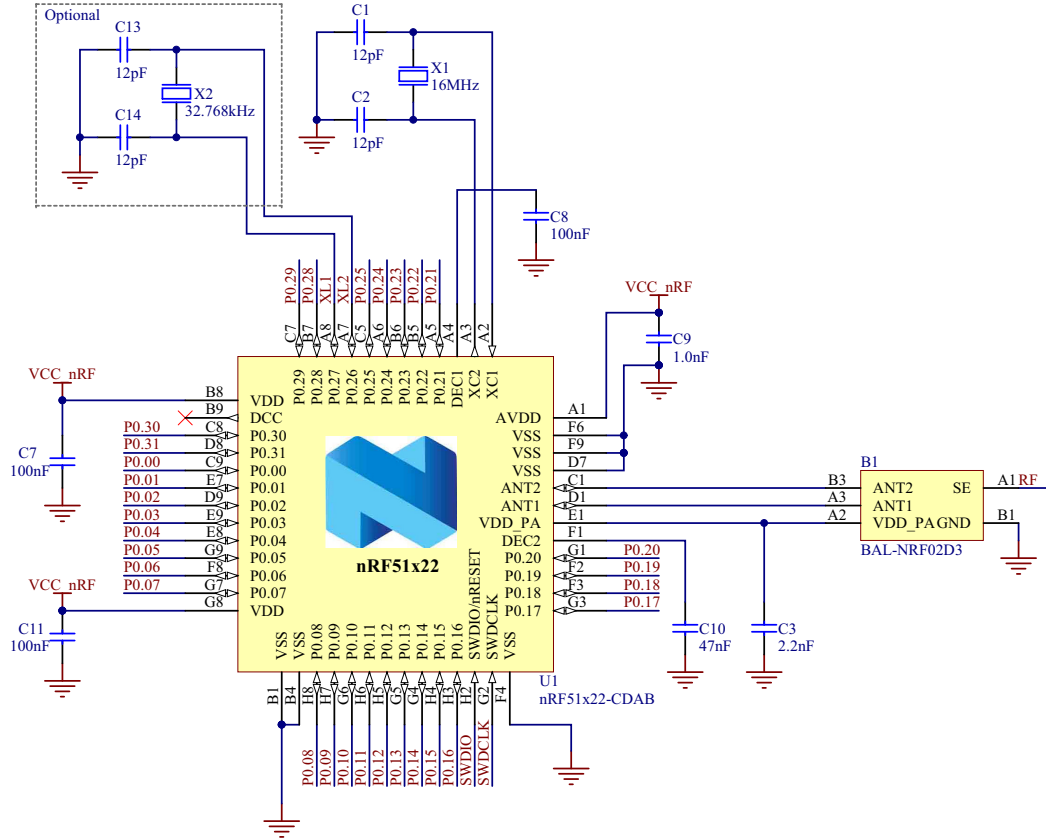 Optional
C13
12pF
X2
32.768kHz
C14
12pF
C1
12pF
X1
16MHz
C2
12pF
C8
100nF
P0.29
P0.28
XL1
XL2
P0.25
P0.24
P0.23
P0.22
P0.21
C7
B7
A8
A7
C5
A6
B6
B5
A5
A4
A3
A2
P0.29
P0.28
P0.27
P0.26
P0.25
P0.24
P0.23
P0.22
P0.21
DEC1
XC2
XC1
VCC_nRF
C9
1.0nF
VCC_nRF
C7
100nF
B8 VDD
B9 DCC
P0.30 C8 P0.30
P0.31 D8 P0.31
P0.00 C9 P0.00
P0.01 E7 P0.01
P0.02 D9 P0.02
P0.03 E9 P0.03
P0.04 E8 P0.04
P0.05 G9 P0.05
P0.06 F8 P0.06
P0.07 G7 P0.07
G8 VDD
VCC_nRF
C11
100nF
nRF51x22
AVDD A1
VSS F6
VSS F9
VSS D7
ANT2 C1
ANT1 D1
VDD_PA E1
DEC2 F1
P0.20 G1 P0.20
P0.19 F2 P0.19
P0.18 F3 P0.18
P0.17 G3 P0.17
B1
B3 ANT2 SE A1 RF
A3 ANT1
A2 VDD_PA GND B1
BAL-NRF02D3
C10
47nF
C3
2.2nF
VSS
VSS
P0.08
P0.09
P0.10
P0.11
P0.12
P0.13
P0.14
P0.15
P0.16
SWDIO/nRESET
SWDCLK
VSS
U1
nRF51x22-CDAB
B1
B4
H8
H7
G6
H6
H5
G5
G4
H4
H3
H2
G2
F4
P0.08
P0.09
P0.10
P0.11
P0.12
P0.13
P0.14
P0.15
P0.16
SWDIO
SWDCLK